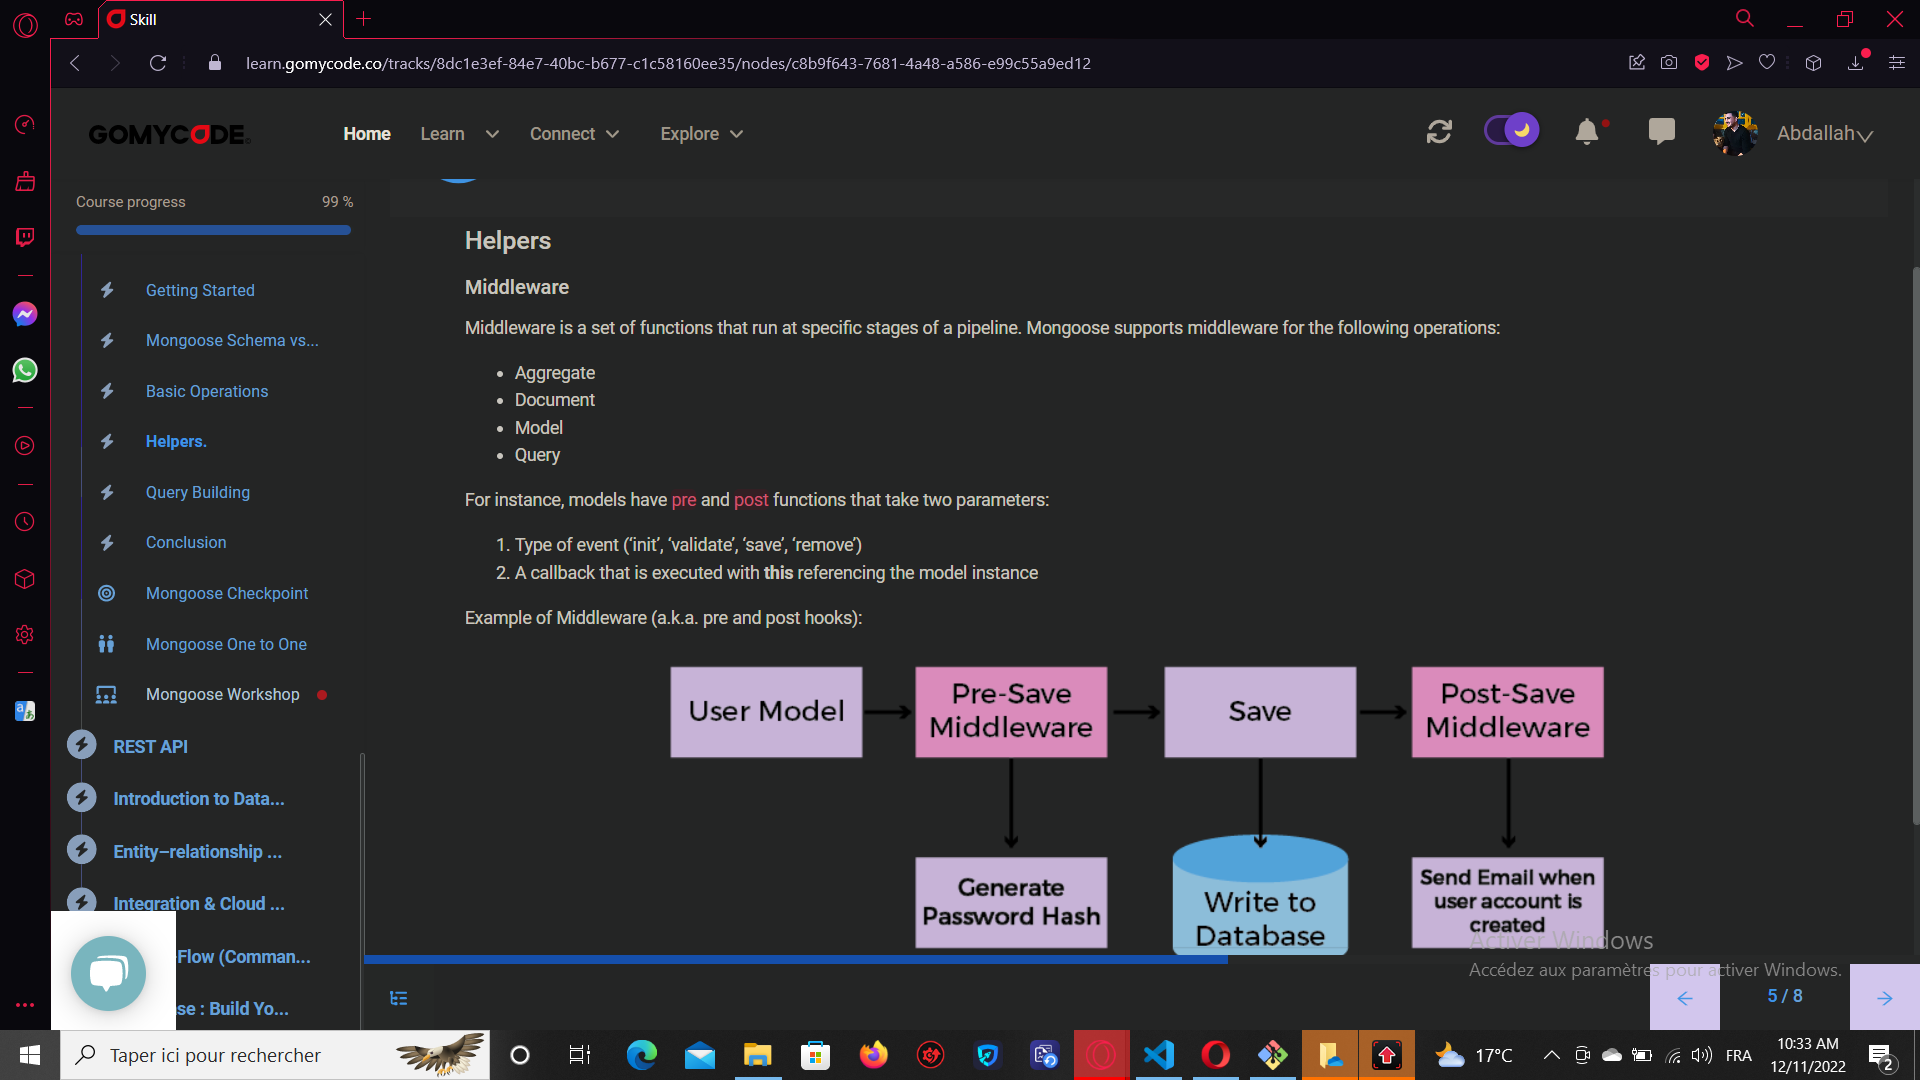 Skill
learn.gomycode.co/tracks/8dc1e3ef-84e7-40bc-b677-c1c58160ee35/nodes/c8b9f643-7681-4a48-a586-e99c55a9ed12
GOMYCODE
Home
Learn
Connect
Explore
Abdallah
Course progress
99 %
Getting Started
Mongoose Schema vs...
Basic Operations
Helpers.
Query Building
Conclusion
Mongoose Checkpoint
Mongoose One to One
Mongoose Workshop
REST API
Introduction to Data...
Entity–relationship ...
Integration & Cloud ...
-Flow (Comman...
se : Build Yo...
Helpers
Middleware
Middleware is a set of functions that run at specific stages of a pipeline. Mongoose supports middleware for the following operations:
• Aggregate
• Document
• Model
• Query
For instance, models have pre and post functions that take two parameters:
1. Type of event (‘init’, ‘validate’, ‘save’, ‘remove’)
2. A callback that is executed with this referencing the model instance
Example of Middleware (a.k.a. pre and post hooks):
User Model
Pre-Save
Middleware
Save
Post-Save
Middleware
Generate
Password Hash
Write to
Database
Send Email when
user account is
created
Activer Windows
Accédez aux paramètres pour activer Windows.
5 / 8
Taper ici pour rechercher
17°C
FRA
10:33 AM
12/11/2022
2